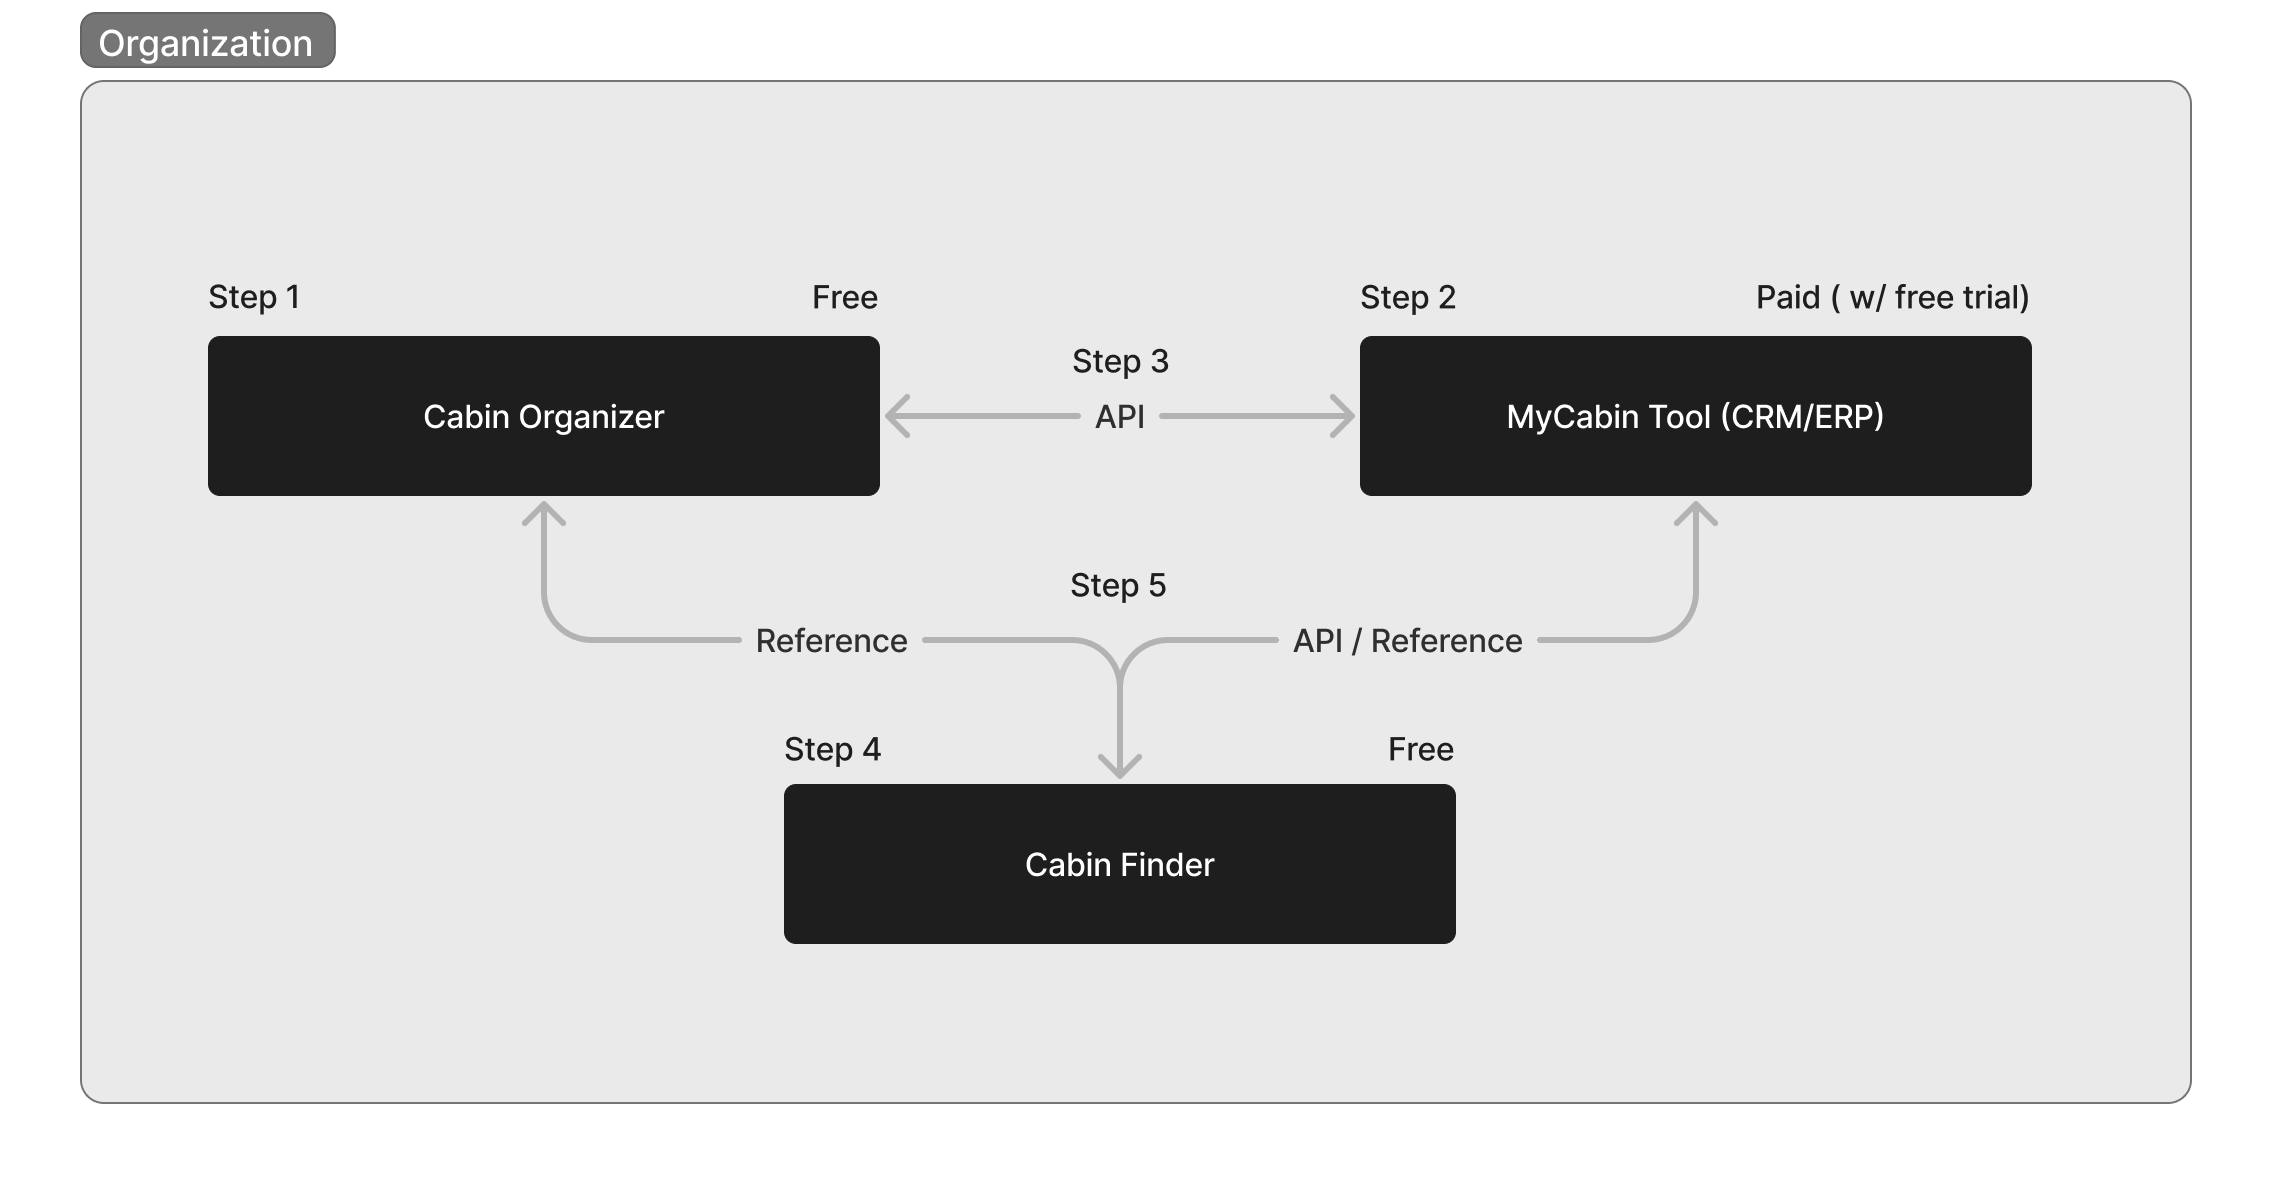 Organization
Step 1
Free
Step 2
Paid ( w/ free trial)
Step 3
Cabin Organizer
API
MyCabin Tool (CRM/ERP)
Step 5
Reference
API / Reference
Step 4
Free
Cabin Finder